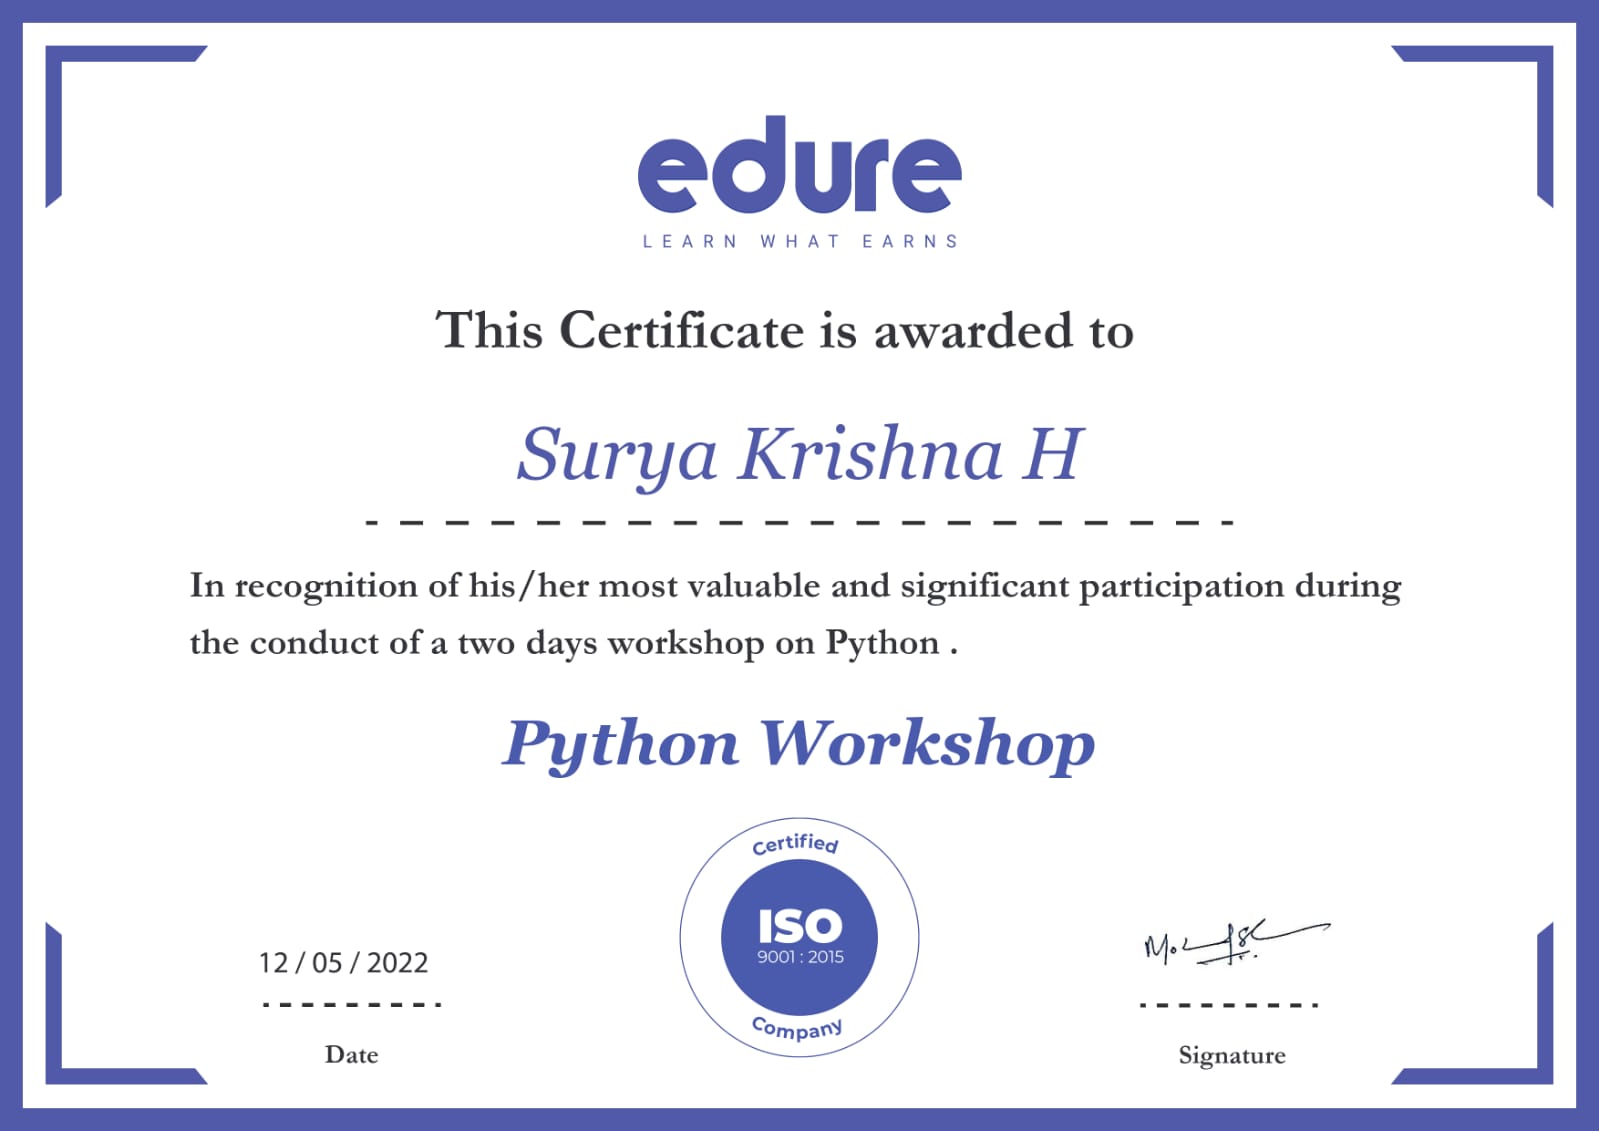 edure
LEARN WHAT EARNS
This Certificate is awarded to
Surya Krishna H
In recognition of his/her most valuable and significant participation during
the conduct of a two days workshop on Python .
Python Workshop
Certified
ISO
9001 : 2015
Company
12 / 05 / 2022
Date
Signature